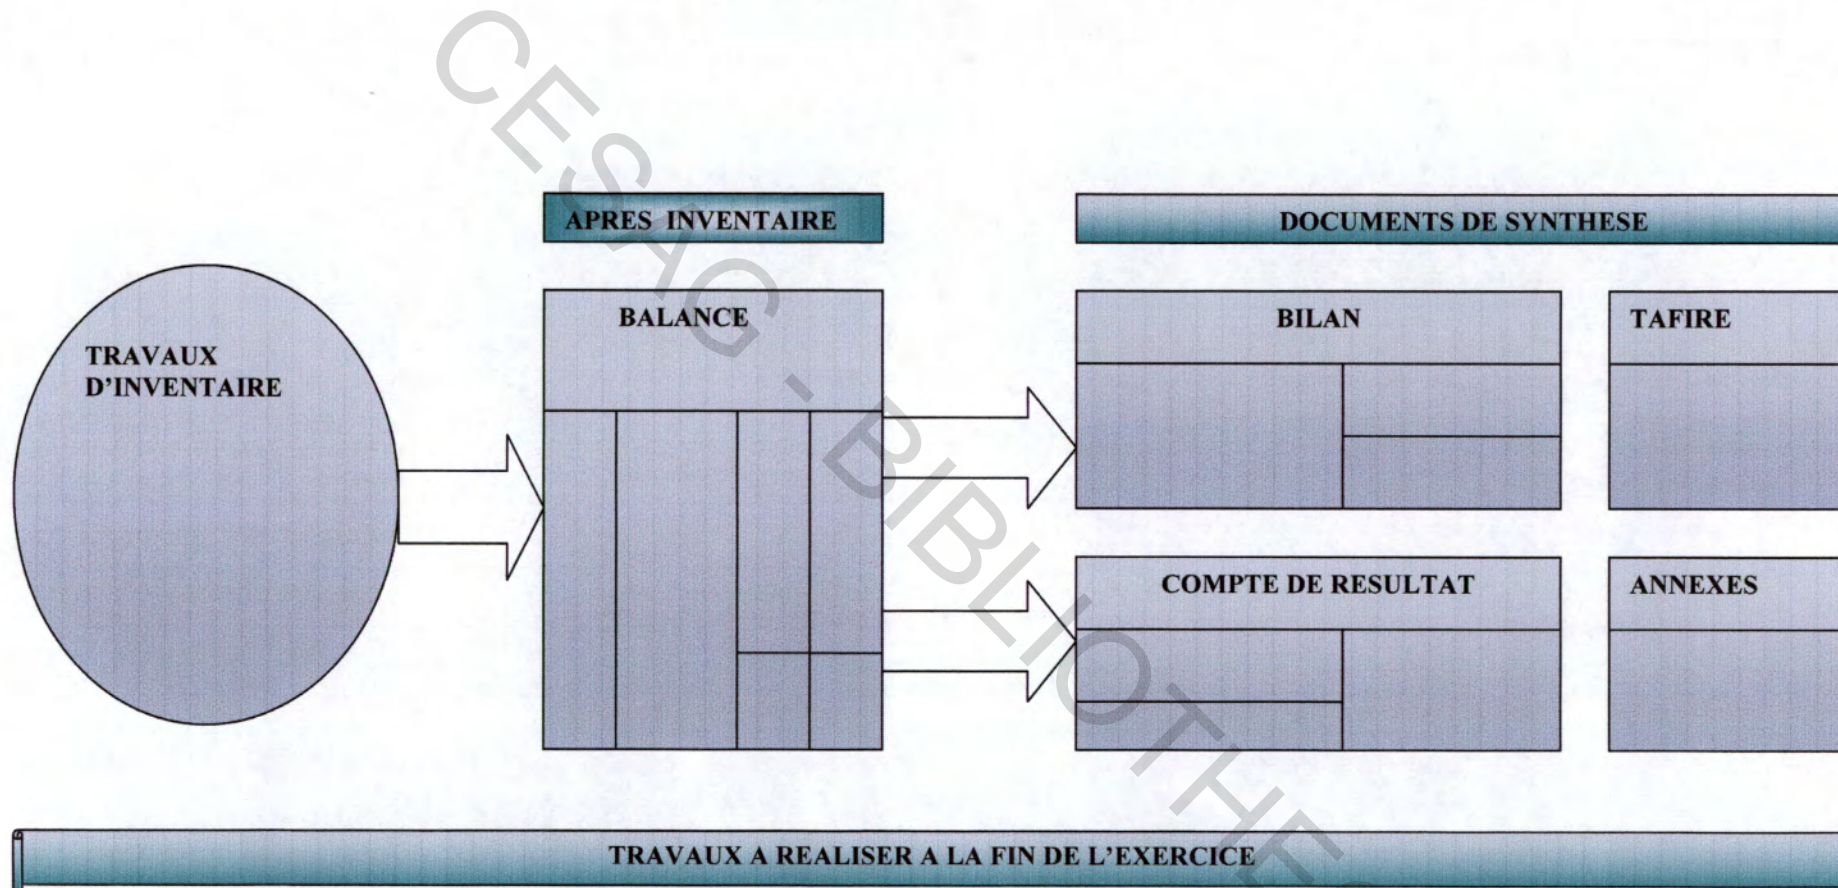 APRES INVENTAIRE
DOCUMENTS DE SYNTHESE
TRAVAUX
D'INVENTAIRE
BALANCE
BILAN
TAFIRE
COMPTE DE RESULTAT
ANNEXES
TRAVAUX A REALISER A LA FIN DE L'EXERCICE
CESAG - BIBLIOTHE